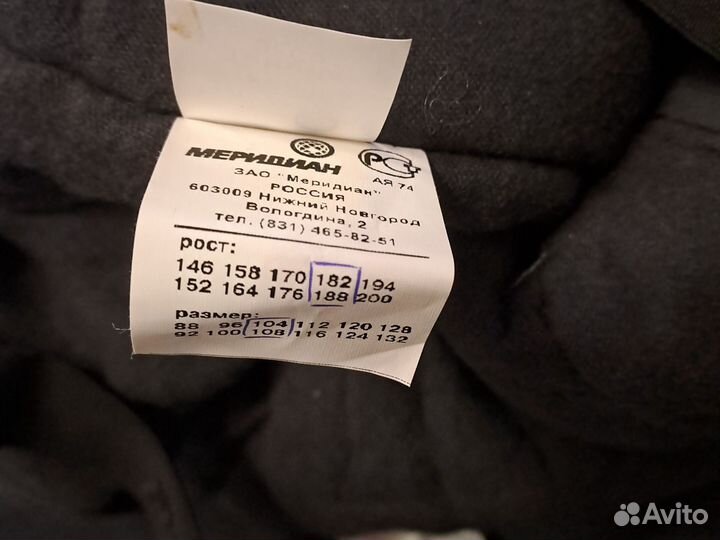 МЕРИДИАН
РС
АЯ 74
ЗАО "Меридиан"
РОССИЯ
603009 Нижний Новгород
Вологдина, 2
тел. (831) 465-82-51
рост:
146 158 170 182 194
152 164 176 188 200
размер:
88 96 104 112 120 128
92 100 108 116 124 132
Avito